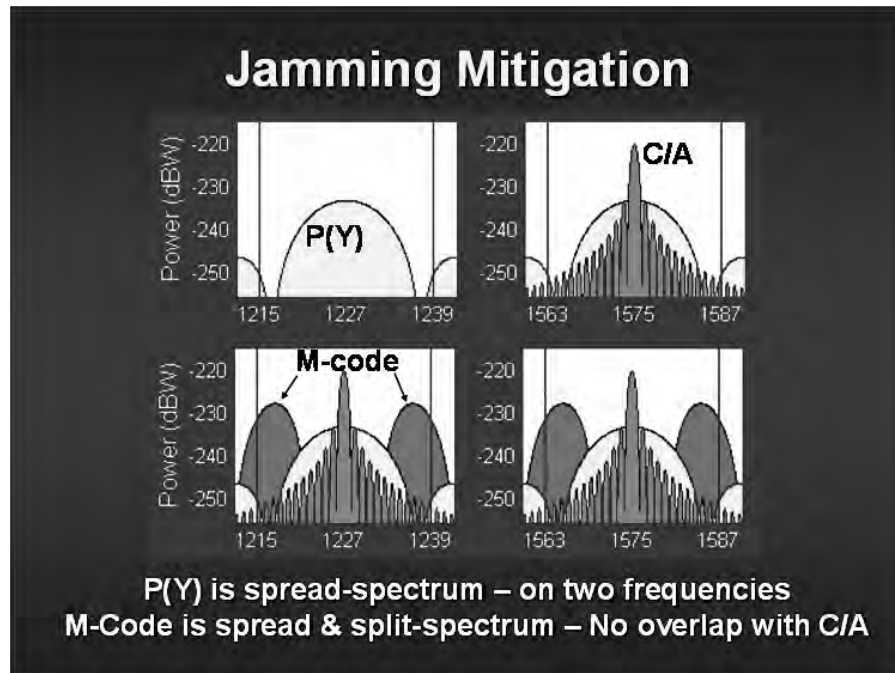 Jamming Mitigation
Power (dBW)
-220
-230
-240
-250
P(Y)
1215 1227 1239
-220
-230
-240
-250
C/A
1563 1575 1587
Power (dBW)
-220
-230
-240
-250
M-code
1215 1227 1239
-220
-230
-240
-250
1563 1575 1587
P(Y) is spread-spectrum – on two frequencies
M-Code is spread & split-spectrum – No overlap with C/A